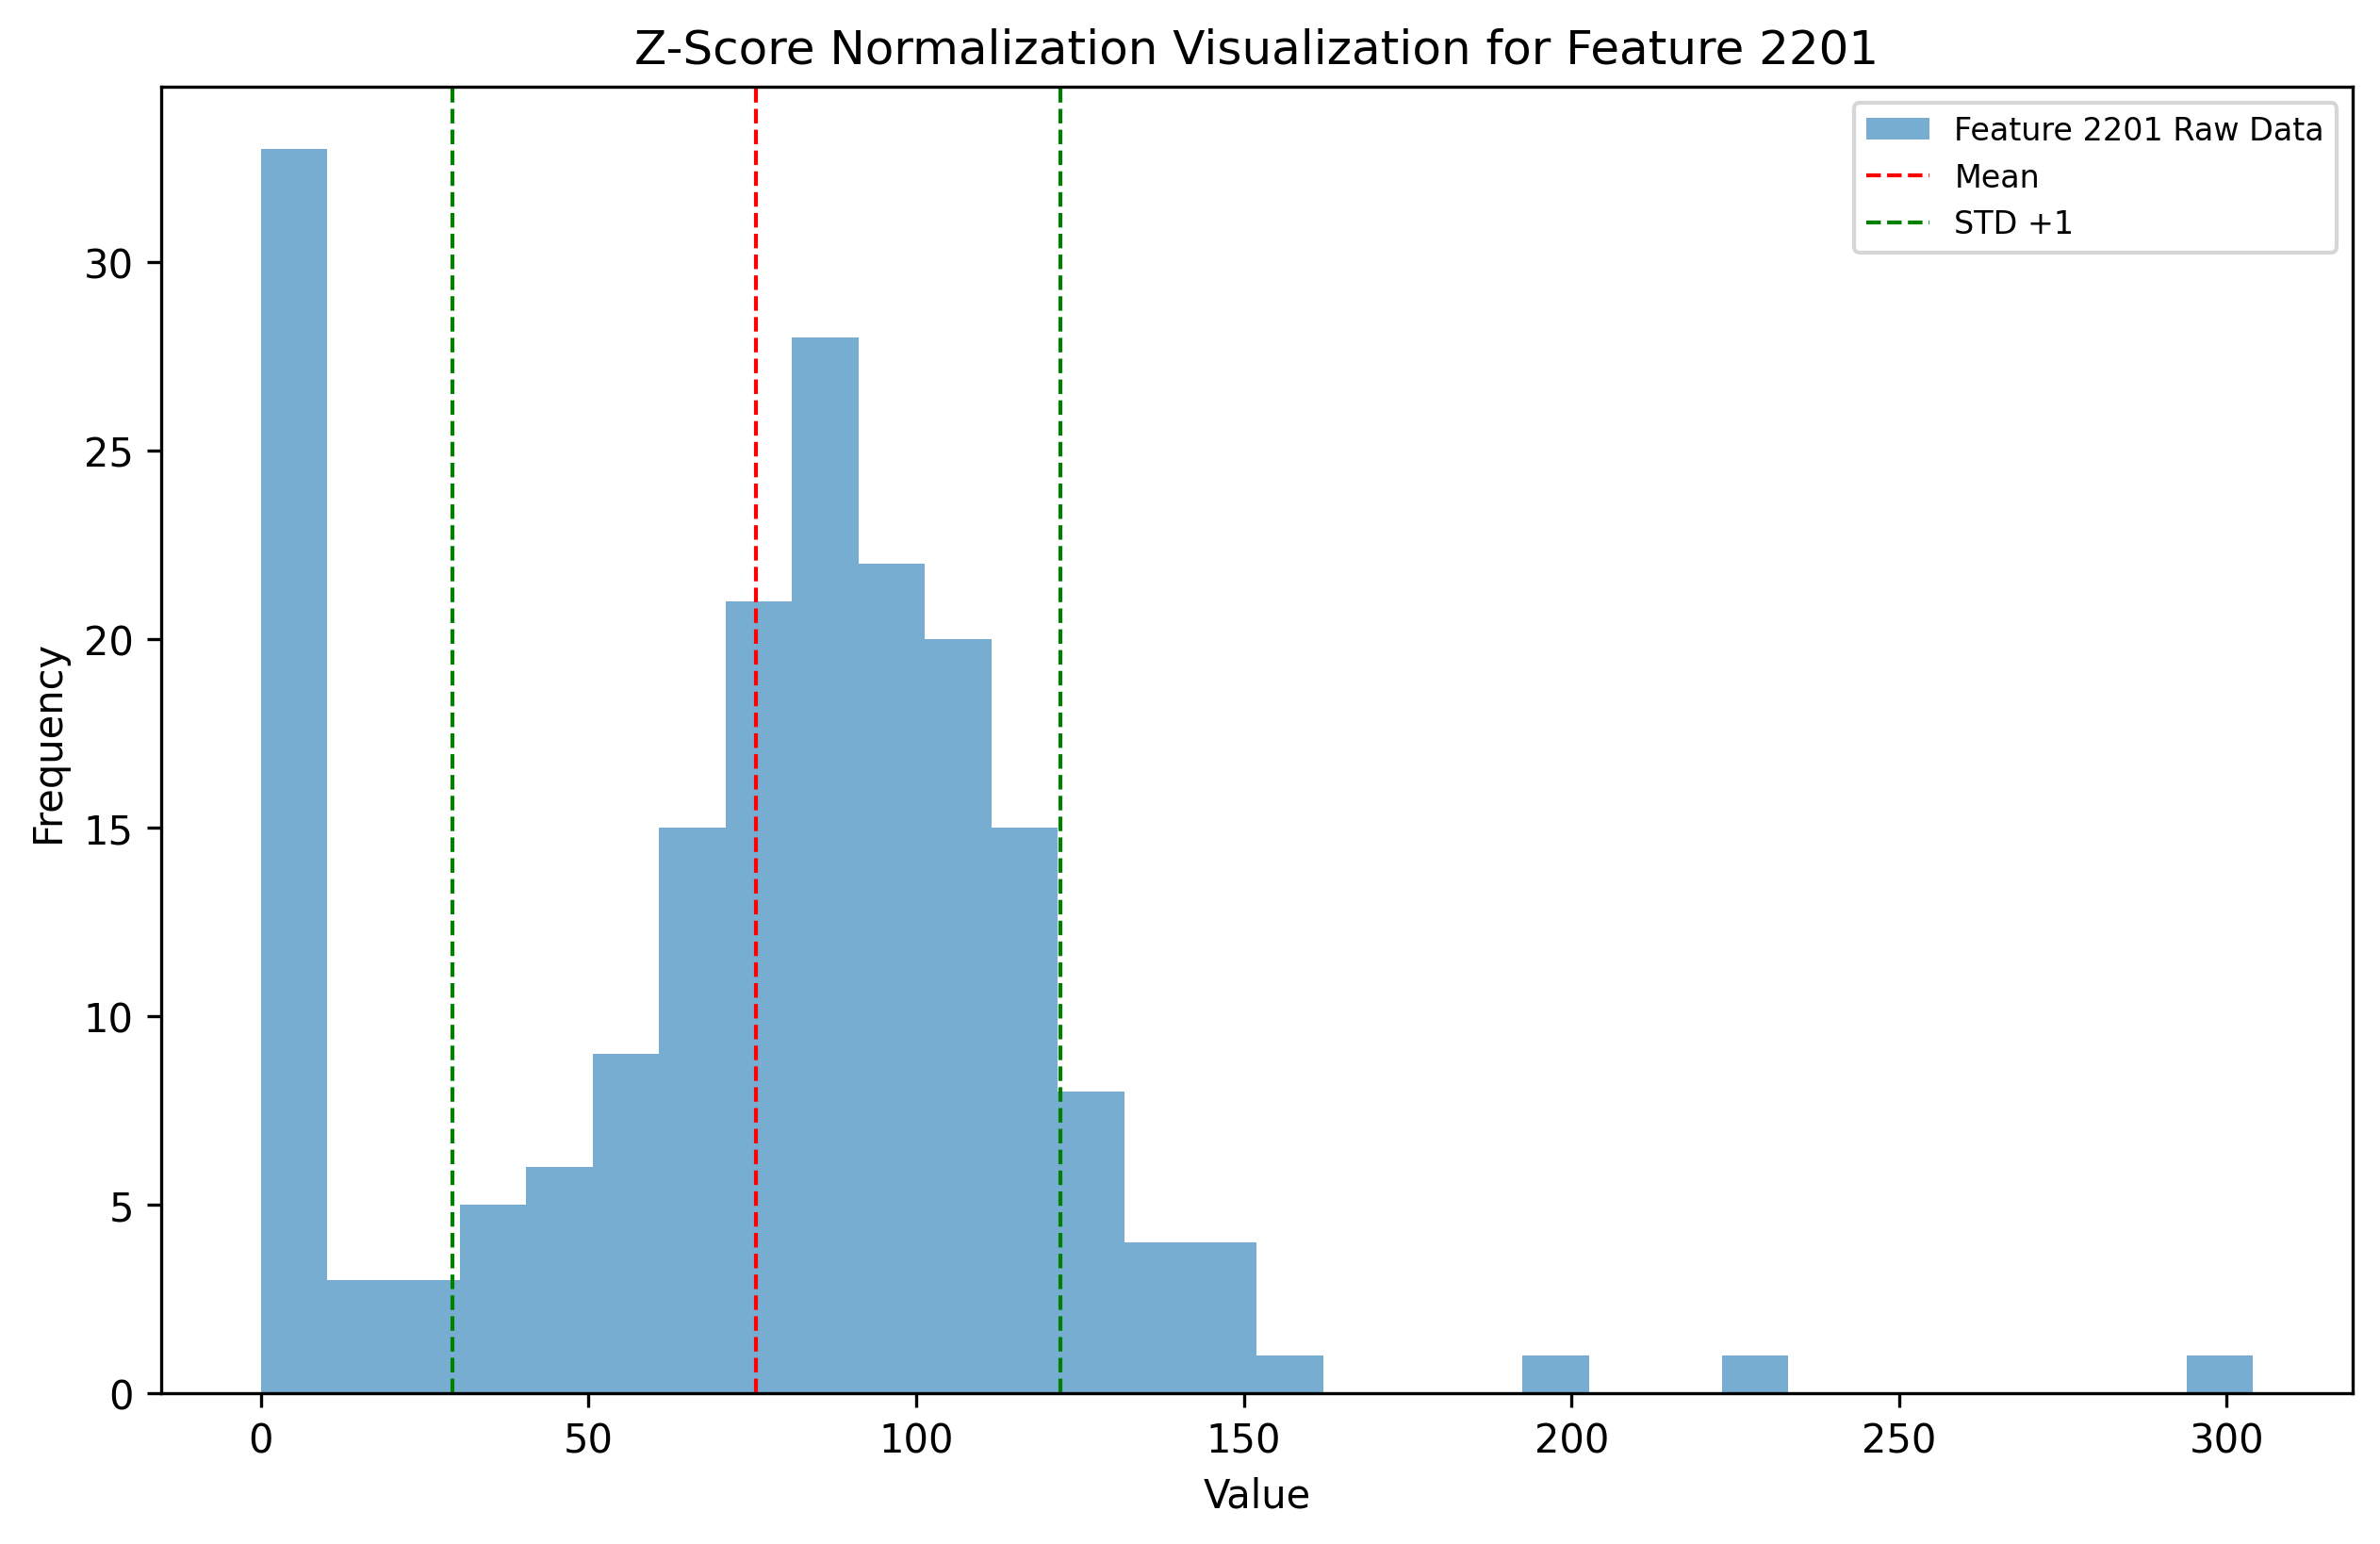 Z-Score Normalization Visualization for Feature 2201
Feature 2201 Raw Data
Mean
STD +1
Frequency
30
25
20
15
10
5
0
0 50 100 150 200 250 300
Value